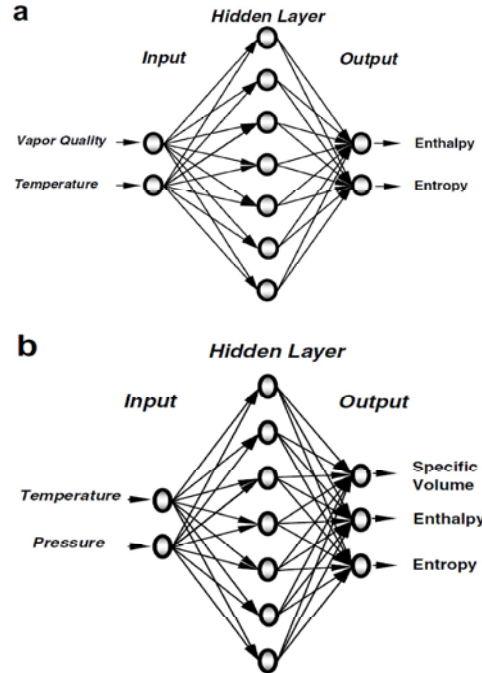 a
Hidden Layer
Input
Output
Vapor Quality
Enthalpy
Temperature
Entropy
b
Hidden Layer
Input
Output
Specific
Volume
Temperature
Enthalpy
Pressure
Entropy